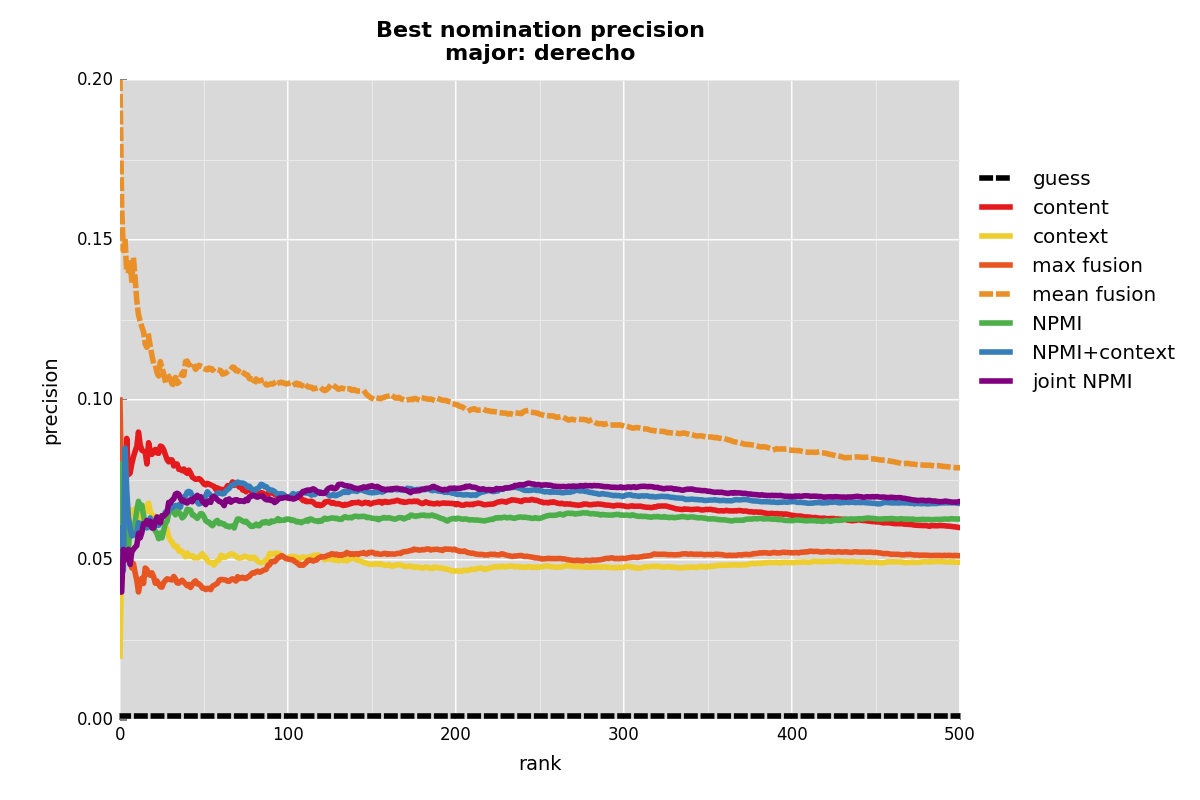 Best nomination precision
major: derecho
0.20
0.15
0.10
0.05
0.00
precision
0 100 200 300 400 500
rank
guess
content
context
max fusion
mean fusion
NPMI
NPMI+context
joint NPMI